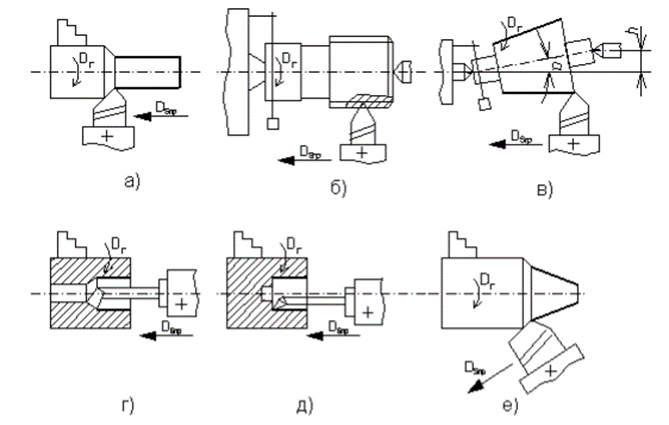 Dг Dг Dг h
α
DSпр DSпр DSпр
а) б) в)
Dг Dг Dг
DSпр DSпр DSпр
г) д) е)